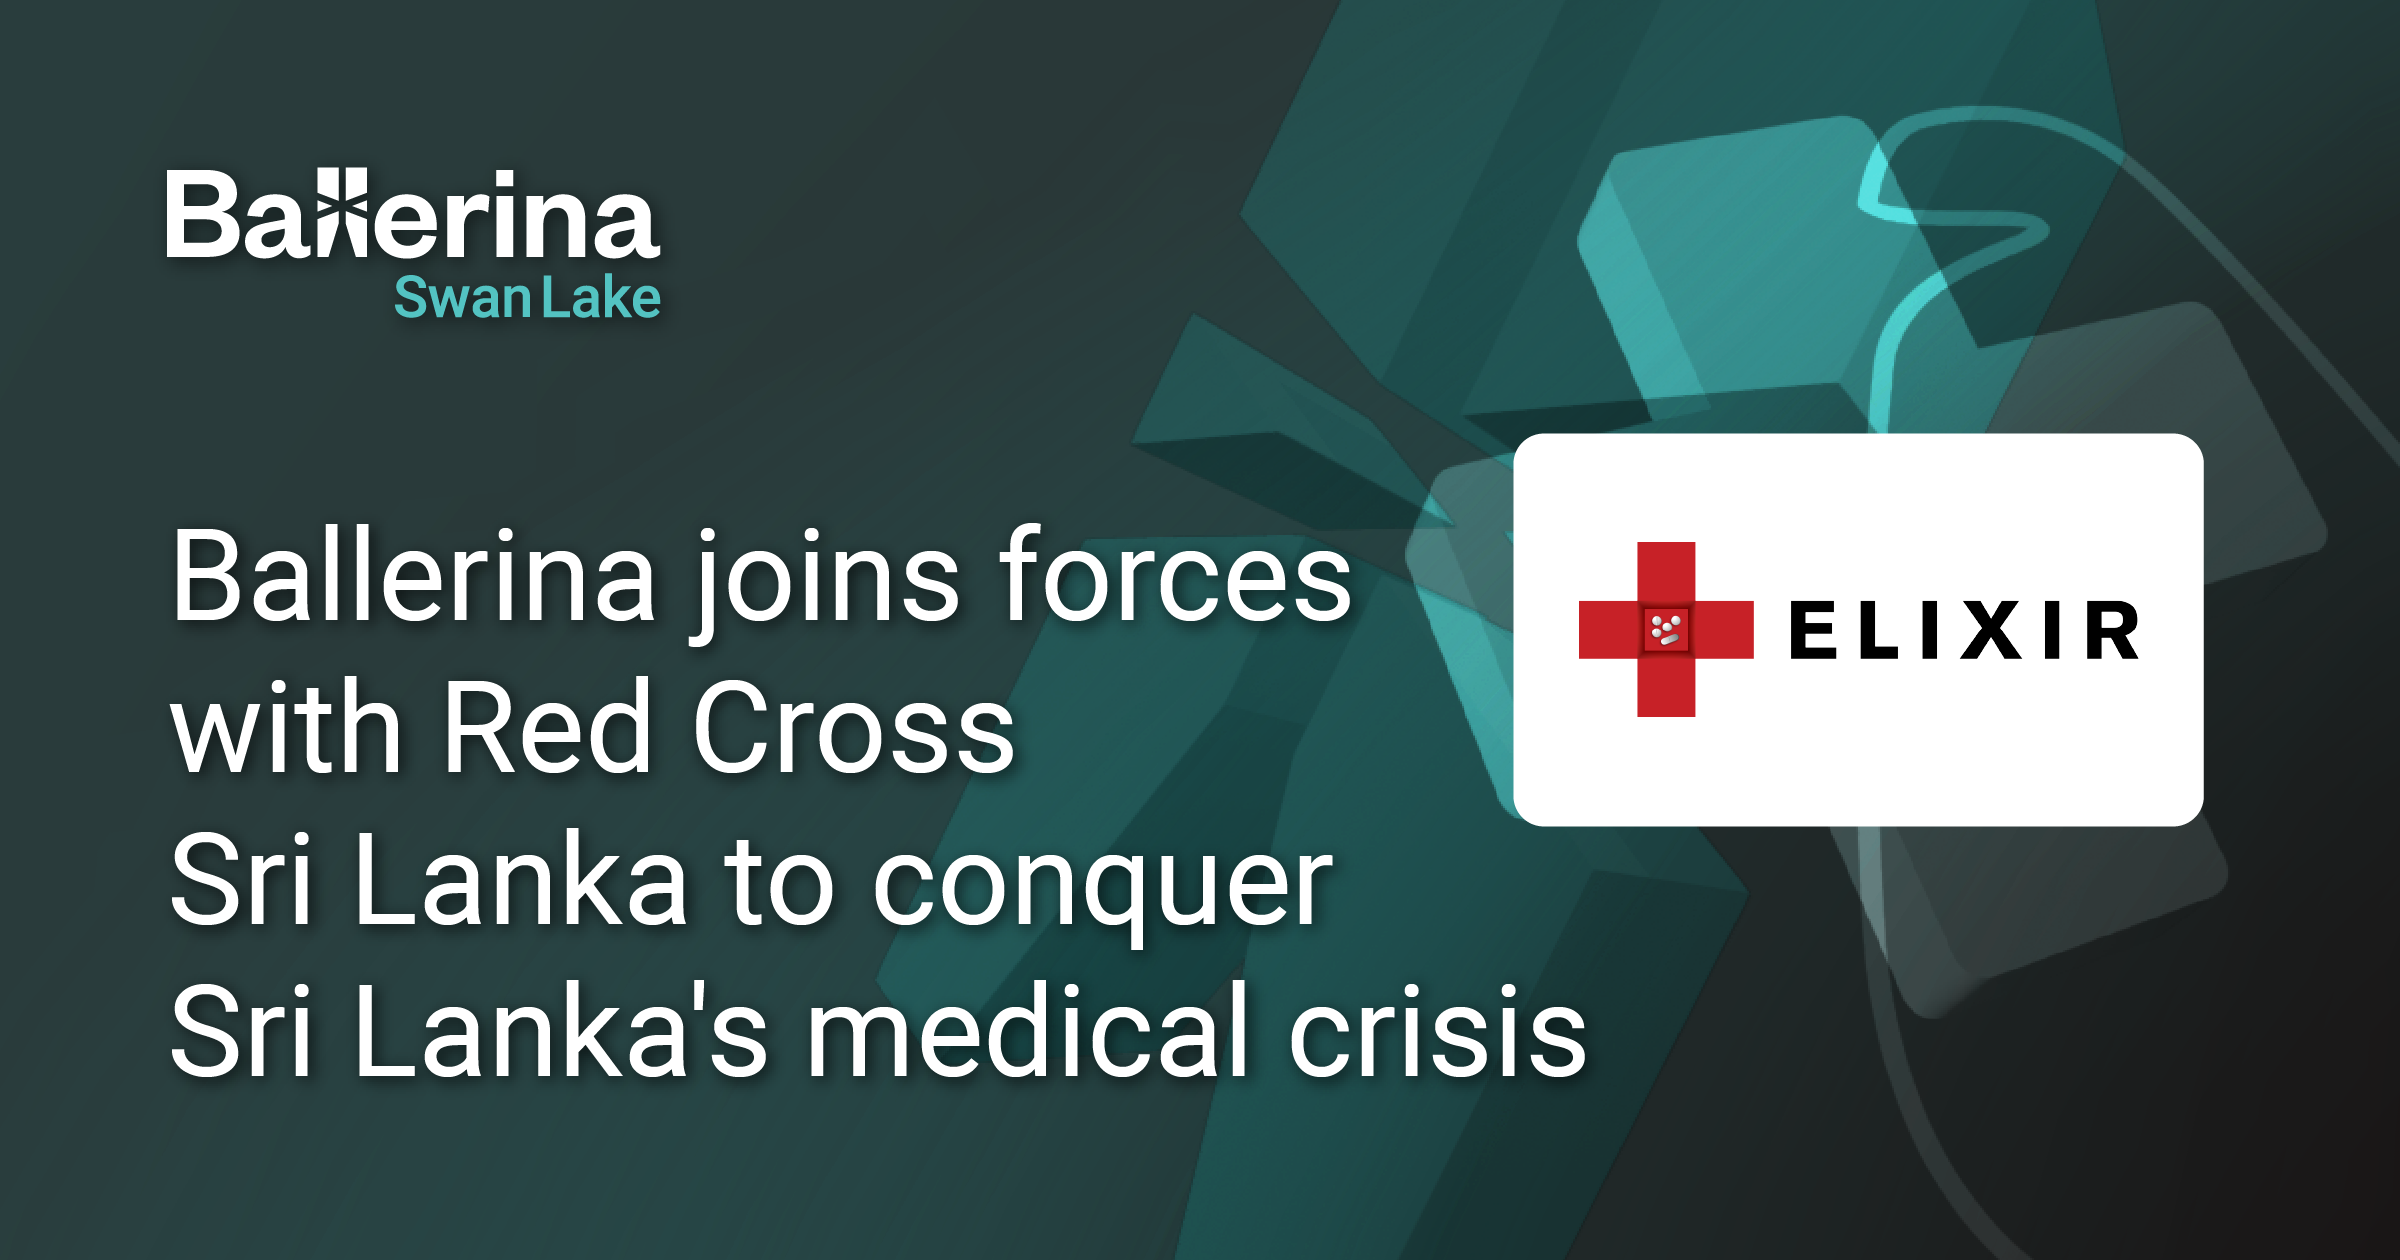 Ballerina
Swan Lake
Ballerina joins forces
with Red Cross
Sri Lanka to conquer
Sri Lanka's medical crisis
ELIXIR